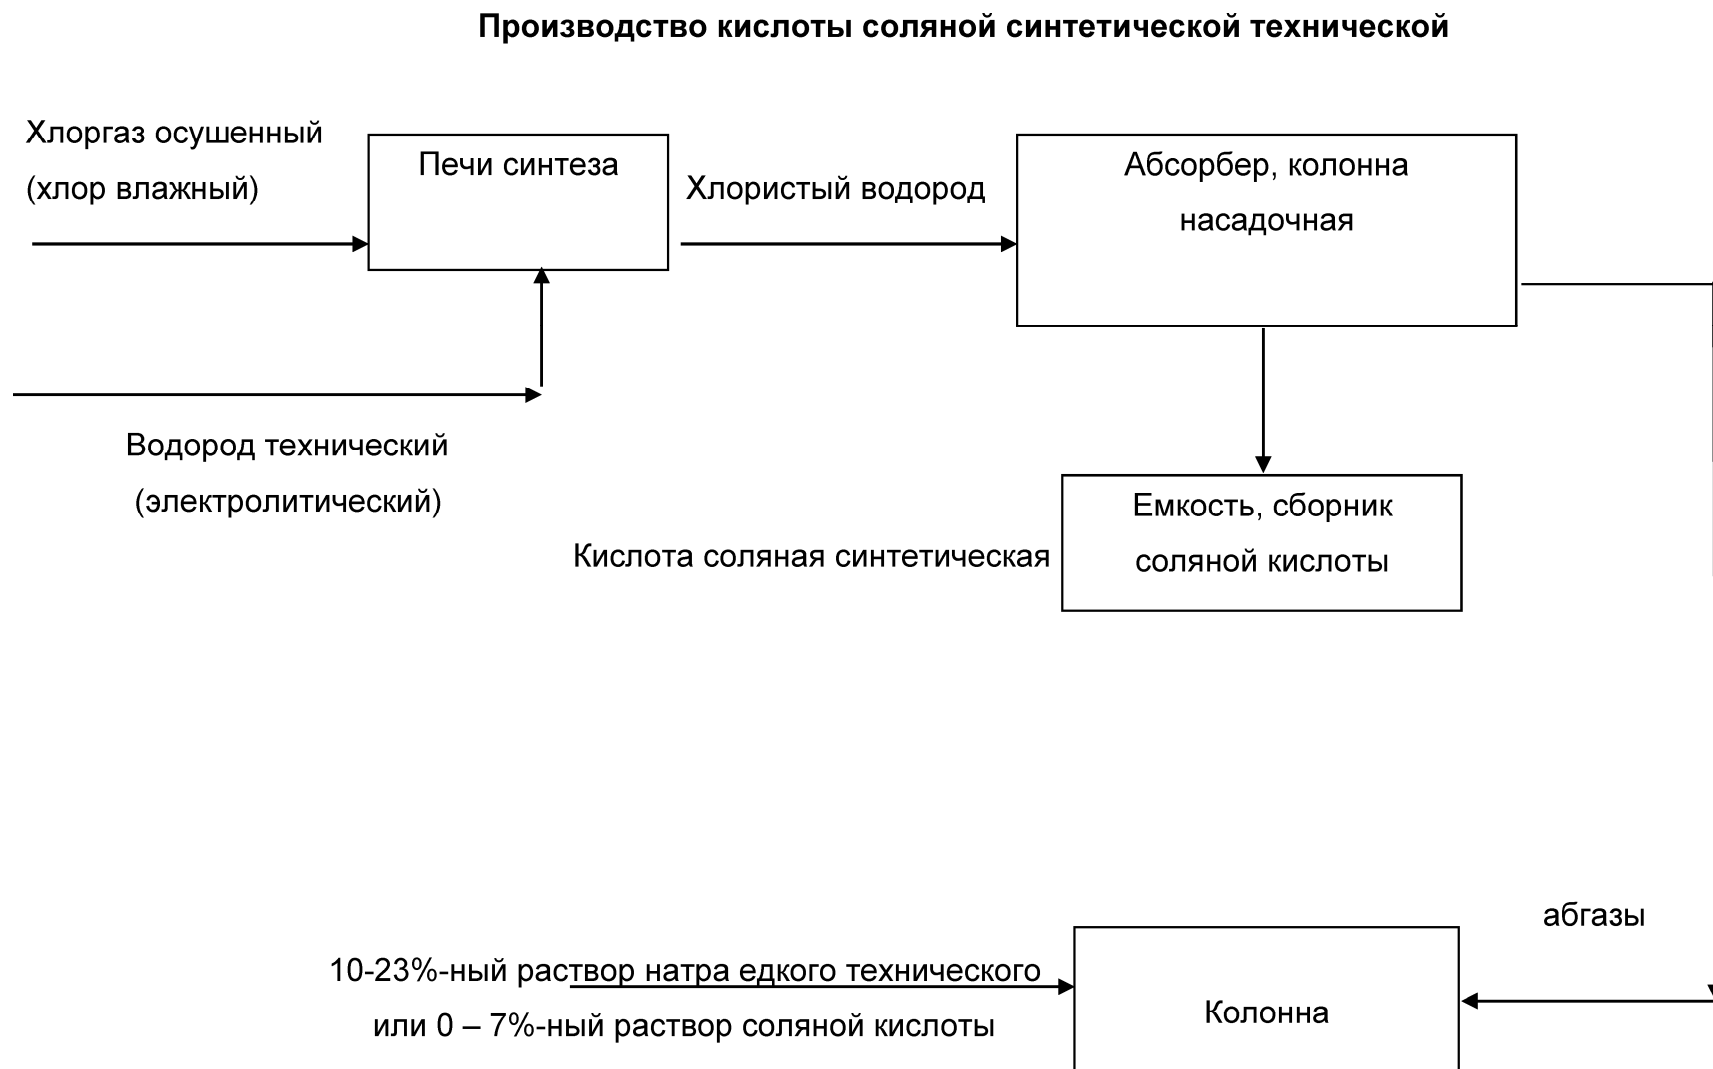 Производство кислоты соляной синтетической технической
Хлоргаз осушенный
(хлор влажный)
Печи синтеза
Хлористый водород
Абсорбер, колонна
насадочная
Водород технический
(электролитический)
Емкость, сборник
соляной кислоты
Кислота соляная синтетическая
абгазы
10-23%-ный раствор натра едкого технического
или 0 – 7%-ный раствор соляной кислоты
Колонна